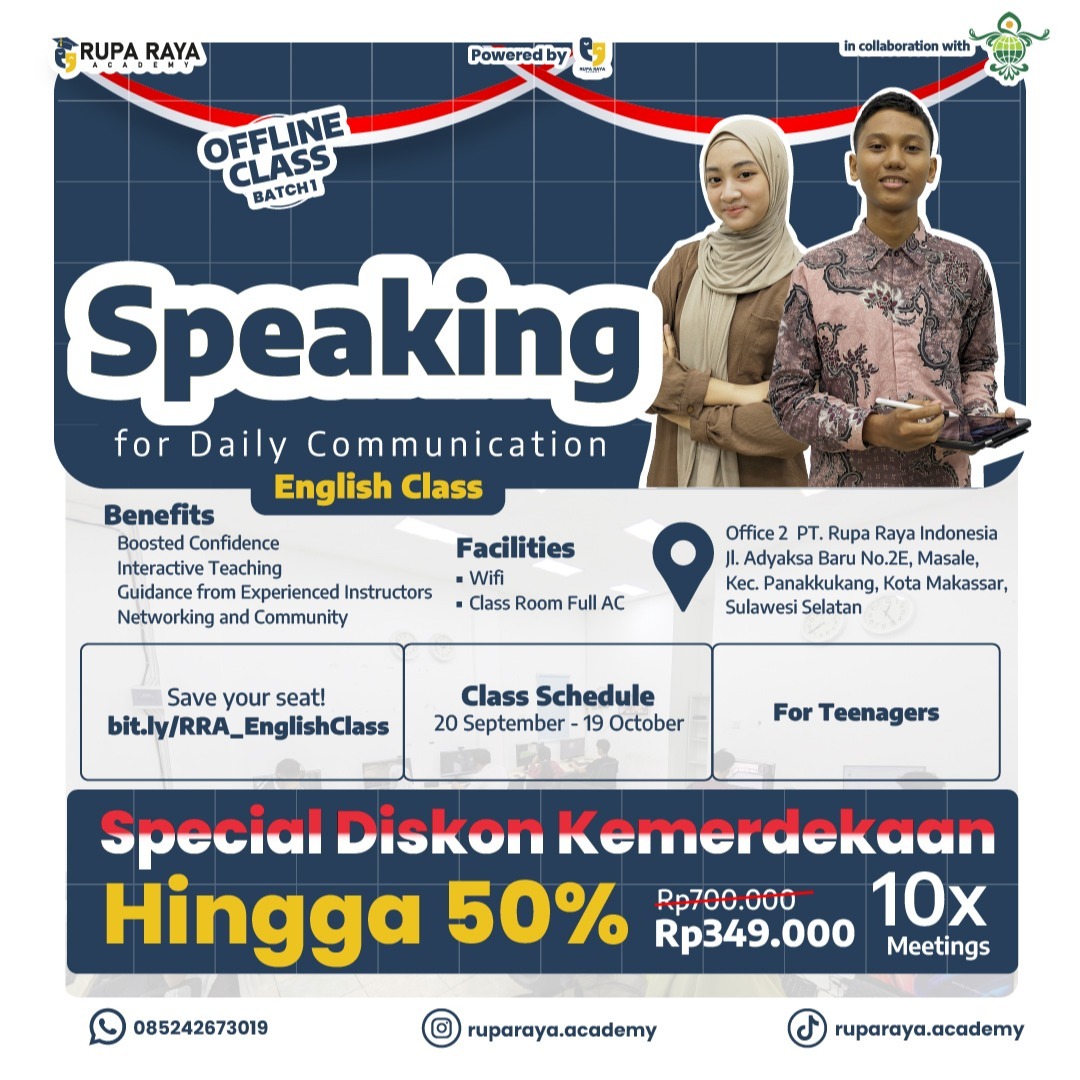 RUPA RAYA
ACADEMY
Powered by
RUPA RAYA
in collaboration with
OFFLINE
CLASS
BATCH 1
Speaking
for Daily Communication
English Class
Benefits
Boosted Confidence
Interactive Teaching
Guidance from Experienced Instructors
Networking and Community
Facilities
▪ Wifi
▪ Class Room Full AC
Office 2 PT. Rupa Raya Indonesia
Jl. Adyaksa Baru No.2E, Masale,
Kec. Panakkukang, Kota Makassar,
Sulawesi Selatan
Save your seat!
bit.ly/RRA_EnglishClass
Class Schedule
20 September - 19 October
For Teenagers
Special Diskon Kemerdekaan
Hingga 50%
Rp700.000
Rp349.000
10x
Meetings
085242673019
ruparaya.academy
ruparaya.academy